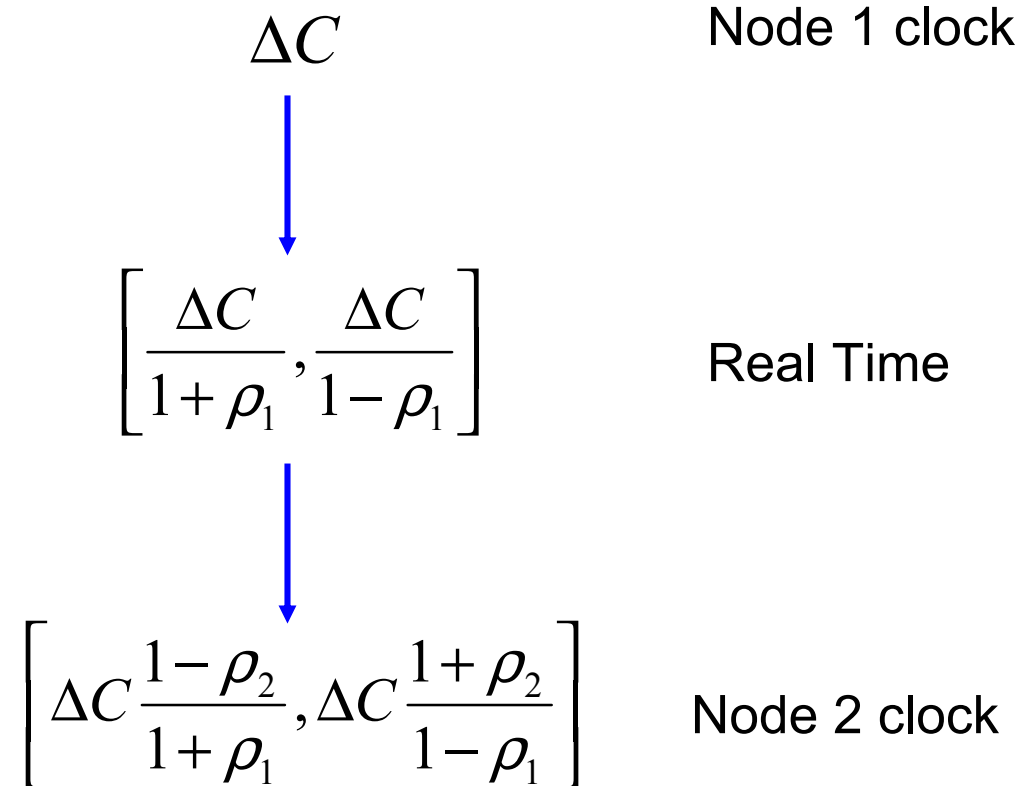 ΔC Node 1 clock
[ΔC/(1+ρ₁), ΔC/(1−ρ₁)] Real Time
[ΔC (1−ρ₂)/(1+ρ₁), ΔC (1+ρ₂)/(1−ρ₁)] Node 2 clock